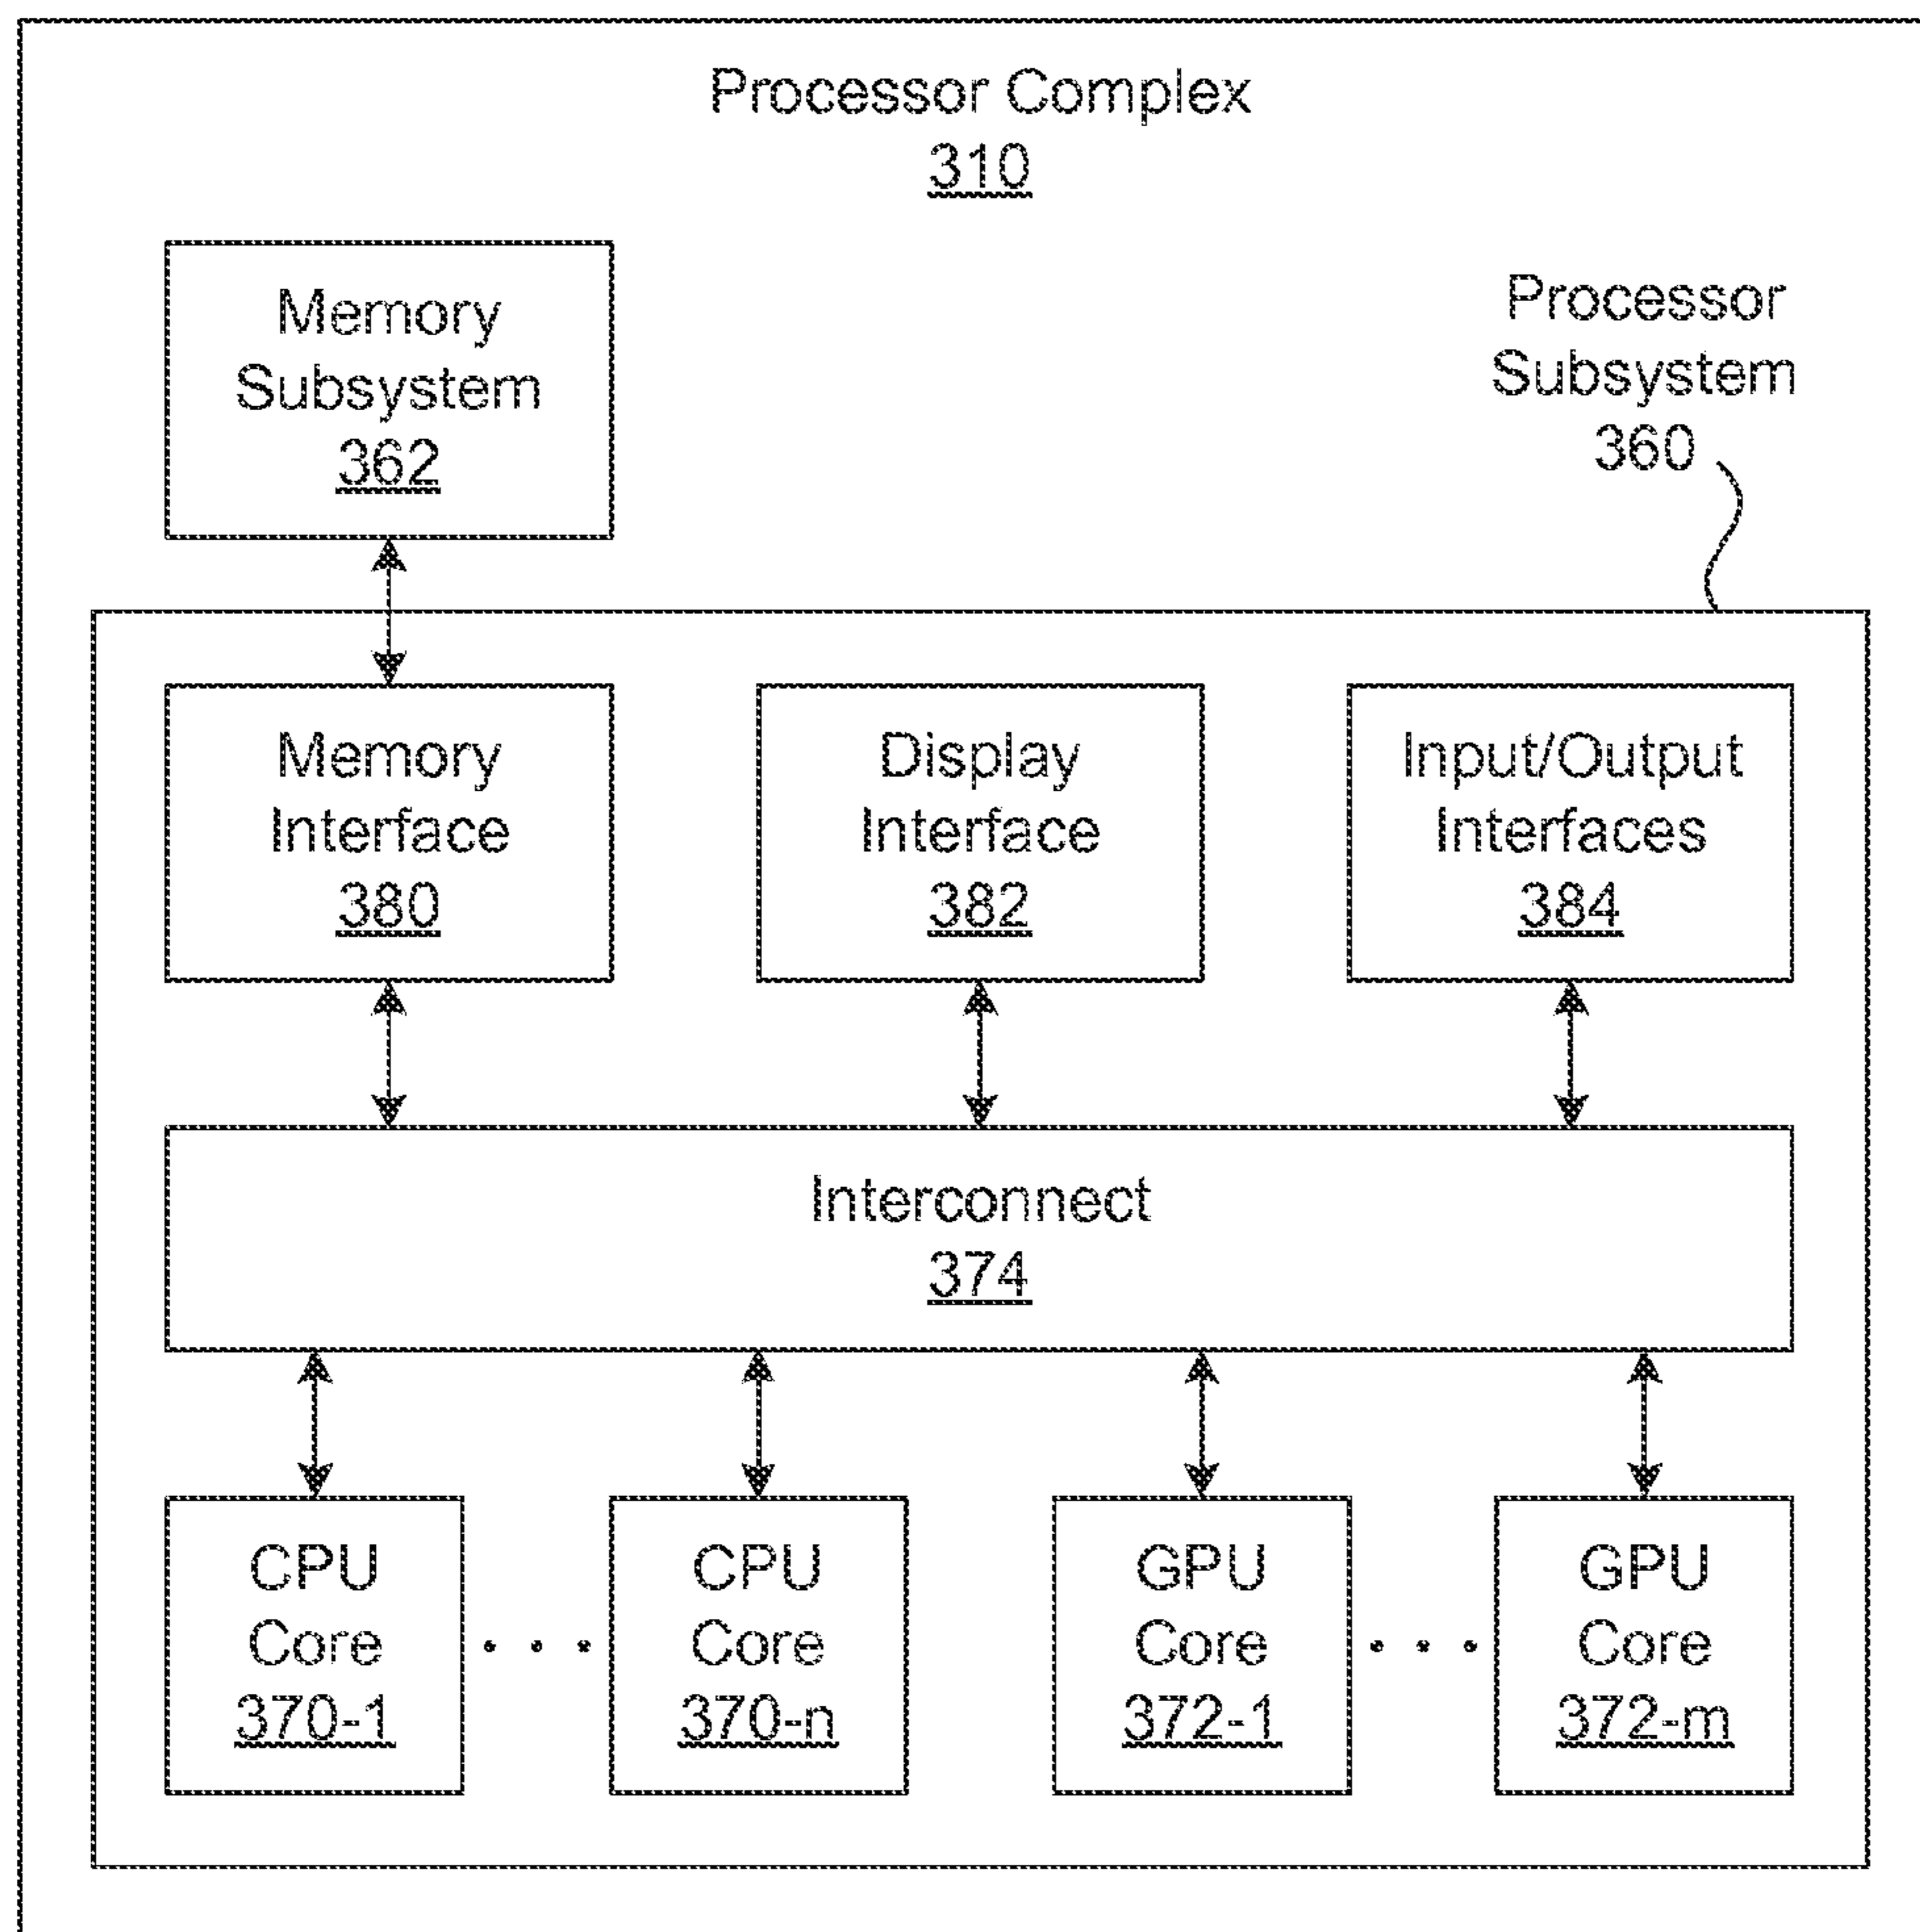 Processor Complex
310
Memory
Subsystem
362
Processor
Subsystem
360
Memory
Interface
380
Display
Interface
382
Input/Output
Interfaces
384
Interconnect
374
CPU
Core
370-1
CPU
Core
370-n
GPU
Core
372-1
GPU
Core
372-m